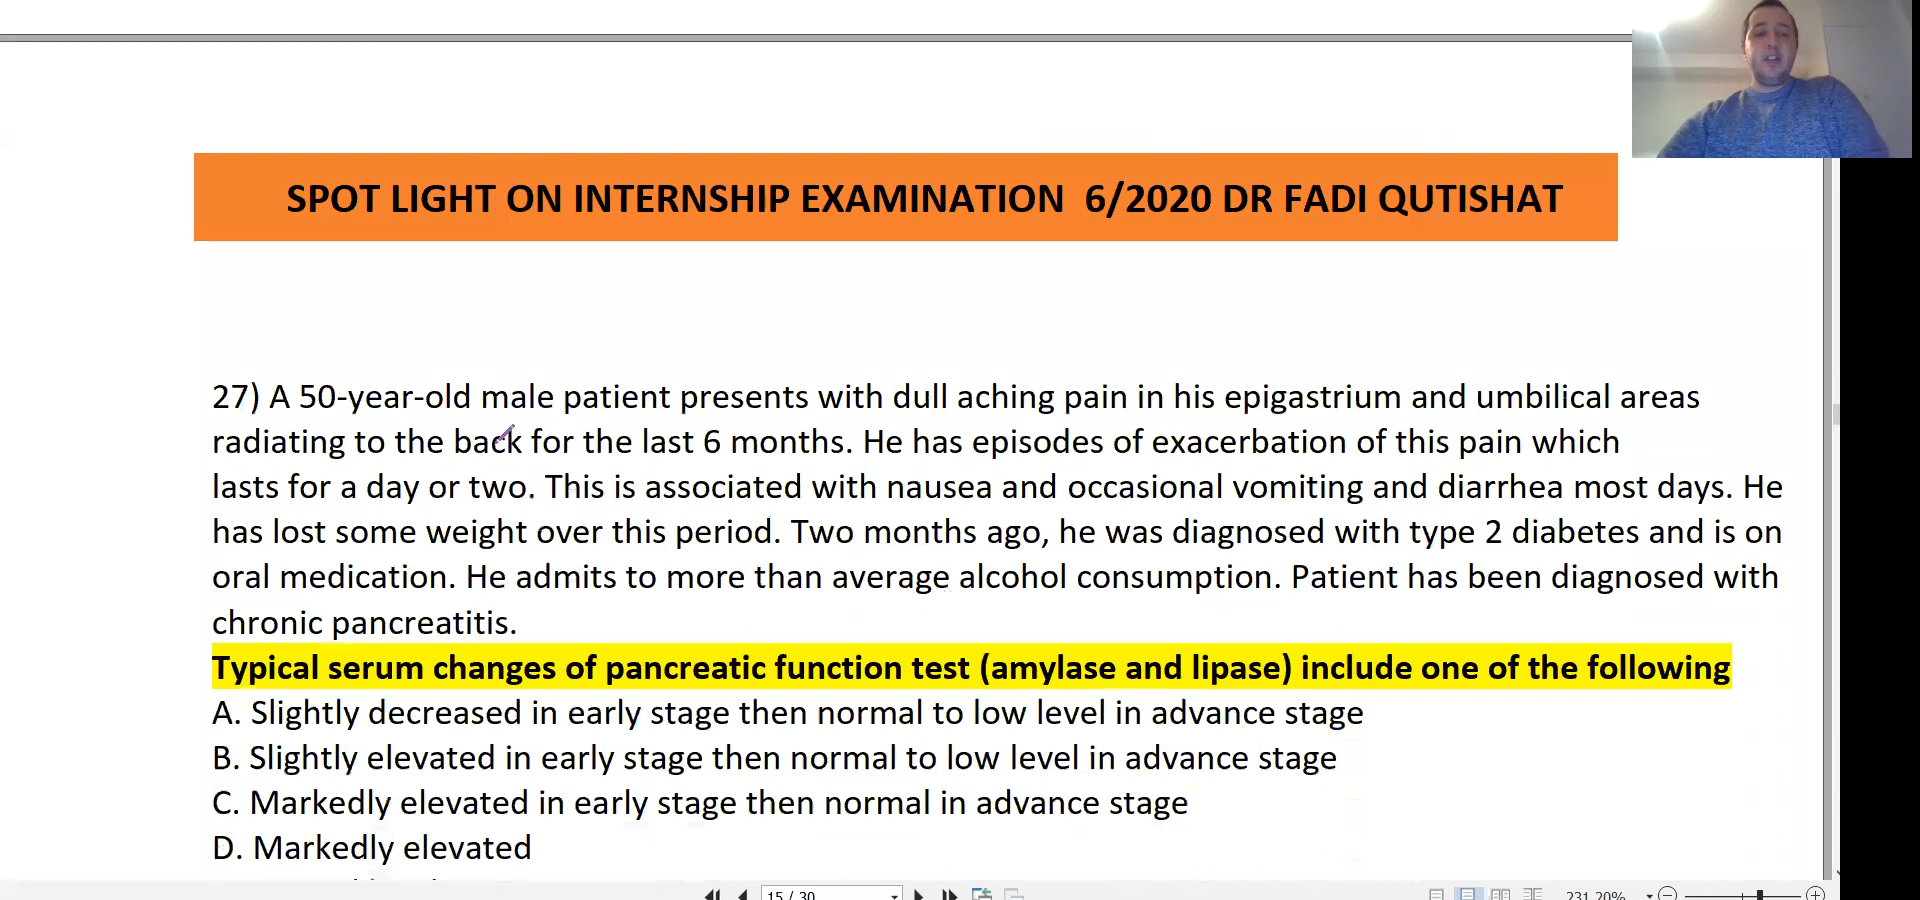 SPOT LIGHT ON INTERNSHIP EXAMINATION 6/2020 DR FADI QUTISHAT
27) A 50-year-old male patient presents with dull aching pain in his epigastrium and umbilical areas
radiating to the back for the last 6 months. He has episodes of exacerbation of this pain which
lasts for a day or two. This is associated with nausea and occasional vomiting and diarrhea most days. He
has lost some weight over this period. Two months ago, he was diagnosed with type 2 diabetes and is on
oral medication. He admits to more than average alcohol consumption. Patient has been diagnosed with
chronic pancreatitis.
Typical serum changes of pancreatic function test (amylase and lipase) include one of the following
A. Slightly decreased in early stage then normal to low level in advance stage
B. Slightly elevated in early stage then normal to low level in advance stage
C. Markedly elevated in early stage then normal in advance stage
D. Markedly elevated
15 / 30
231.20%